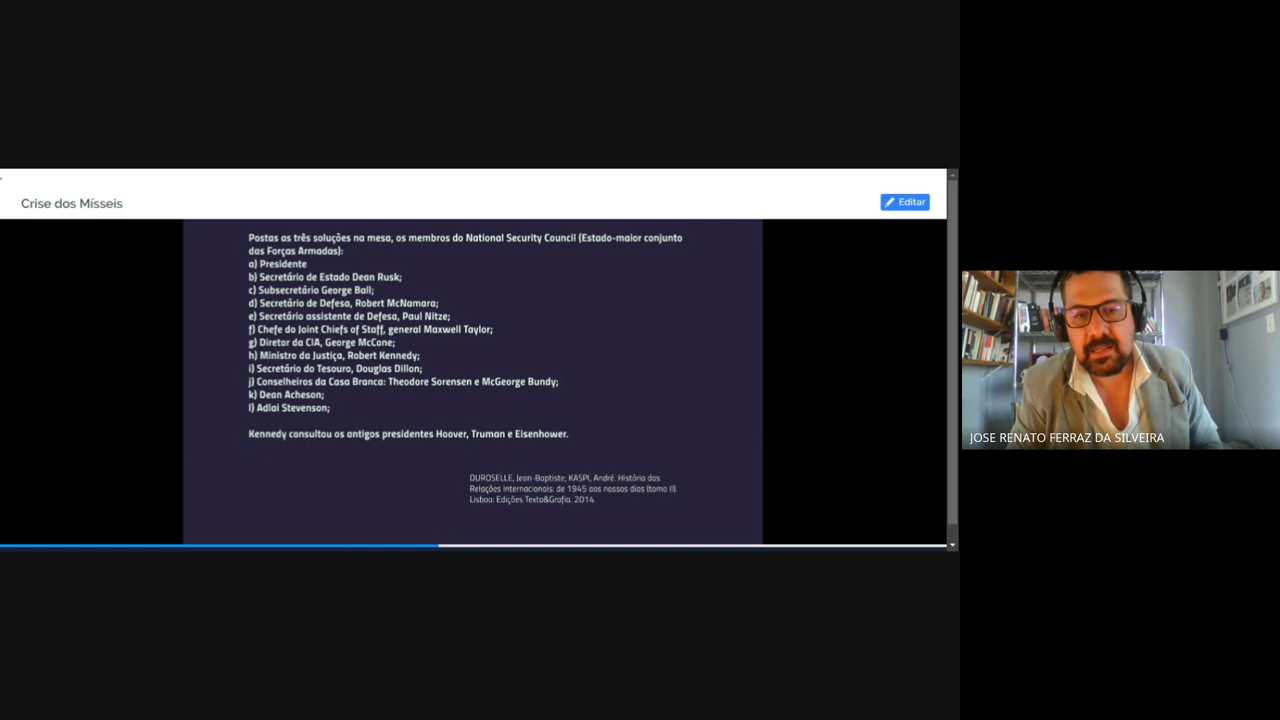 Crise dos Mísseis
Editar
Postas as três soluções na mesa, os membros do National Security Council (Estado-maior conjunto
das Forças Armadas):
a) Presidente
b) Secretário de Estado Dean Rusk;
c) Subsecretário George Ball;
d) Secretário de Defesa, Robert McNamara;
e) Secretário assistente de Defesa, Paul Nitze;
f) Chefe do Joint Chiefs of Staff, general Maxwell Taylor;
g) Diretor da CIA, George McCone;
h) Ministro da Justiça, Robert Kennedy;
i) Secretário do Tesouro, Douglas Dillon;
j) Conselheiros da Casa Branca: Theodore Sorensen e McGeorge Bundy;
k) Dean Acheson;
l) Adlai Stevenson;
Kennedy consultou os antigos presidentes Hoover, Truman e Eisenhower.
DUROSELLE, Jean-Baptiste; KASPI, André. História das
Relações Internacionais: de 1945 aos nossos dias (tomo II).
Lisboa: Edições Texto&Grafia. 2014.
JOSE RENATO FERRAZ DA SILVEIRA